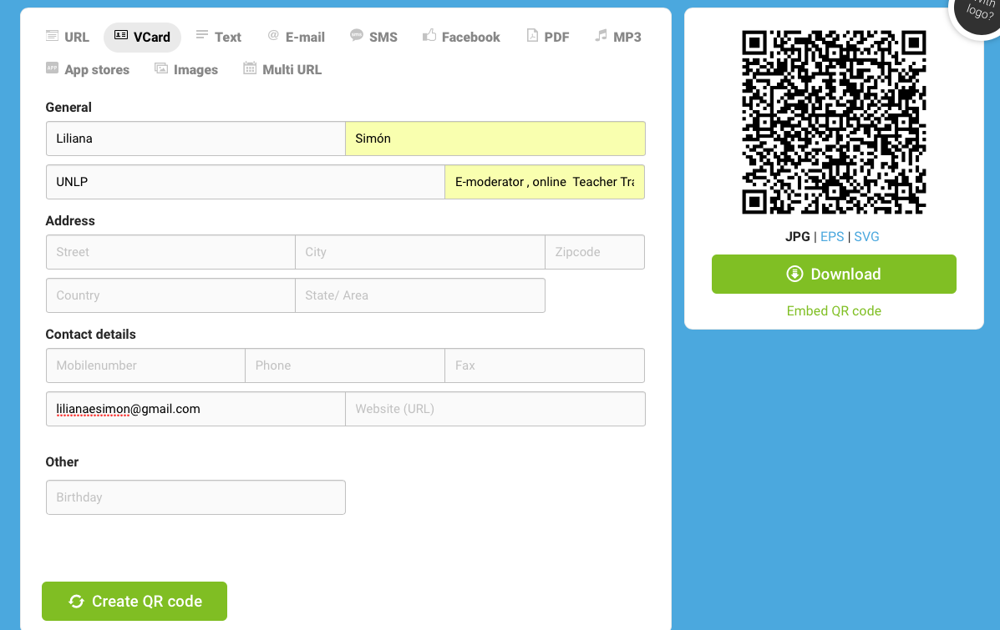 URL VCard Text E-mail SMS Facebook PDF MP3
App stores Images Multi URL
General
Liliana Simón
UNLP E-moderator , online Teacher Tra
Address
Street City Zipcode
Country State/ Area
Contact details
Mobilenumber Phone Fax
lilianaesimon@gmail.com Website (URL)
Other
Birthday
Create QR code
with
logo?
JPG | EPS | SVG
Download
Embed QR code